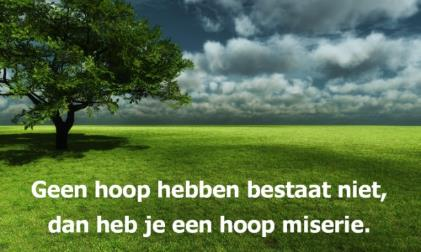 Geen hoop hebben bestaat niet,
dan heb je een hoop miserie.